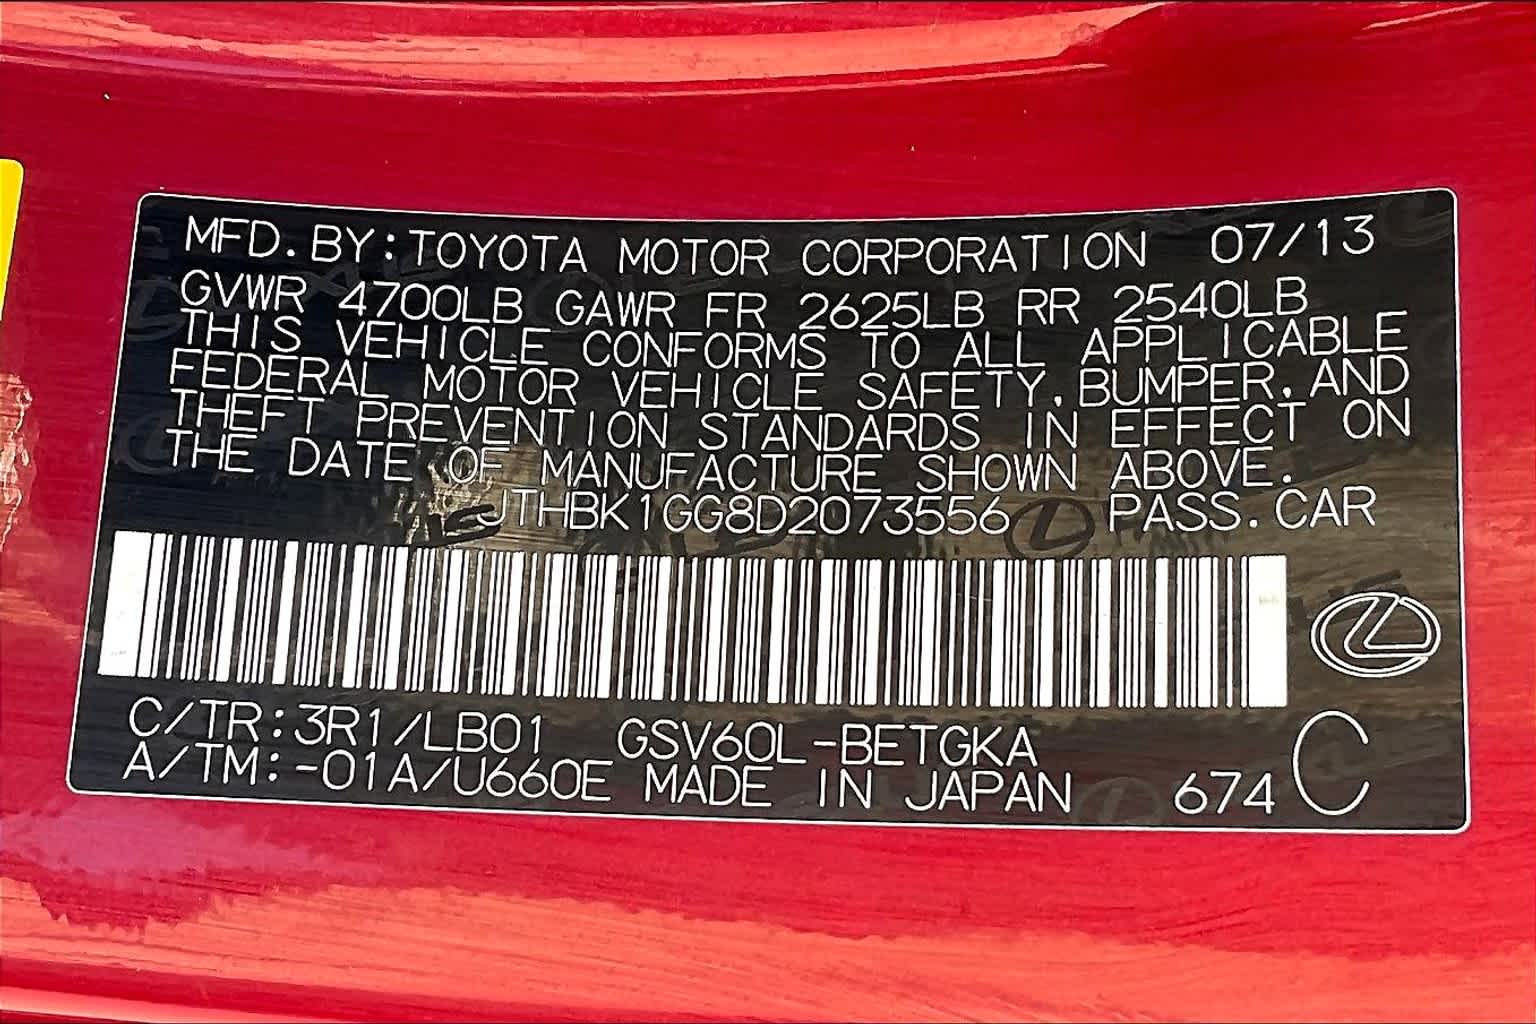 MFD. BY:TOYOTA MOTOR CORPORATION 07/13
GVWR 4700LB GAWR FR 2625LB RR 2540LB
THIS VEHICLE CONFORMS TO ALL APPLICABLE
FEDERAL MOTOR VEHICLE SAFETY, BUMPER, AND
THEFT PREVENTION STANDARDS IN EFFECT ON
THE DATE OF MANUFACTURE SHOWN ABOVE.
JTHBK1GG8D2073556 PASS. CAR
C/TR:3R1/LB01 GSV60L-BETGKA
A/TM:-01A/U660E MADE IN JAPAN 674 C